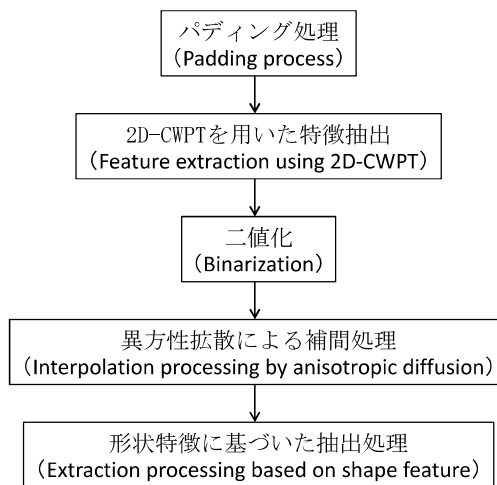 パディング処理
（Padding process）
2D-CWPTを用いた特徴抽出
（Feature extraction using 2D-CWPT）
二値化
（Binarization）
異方性拡散による補間処理
（Interpolation processing by anisotropic diffusion）
形状特徴に基づいた抽出処理
（Extraction processing based on shape feature）